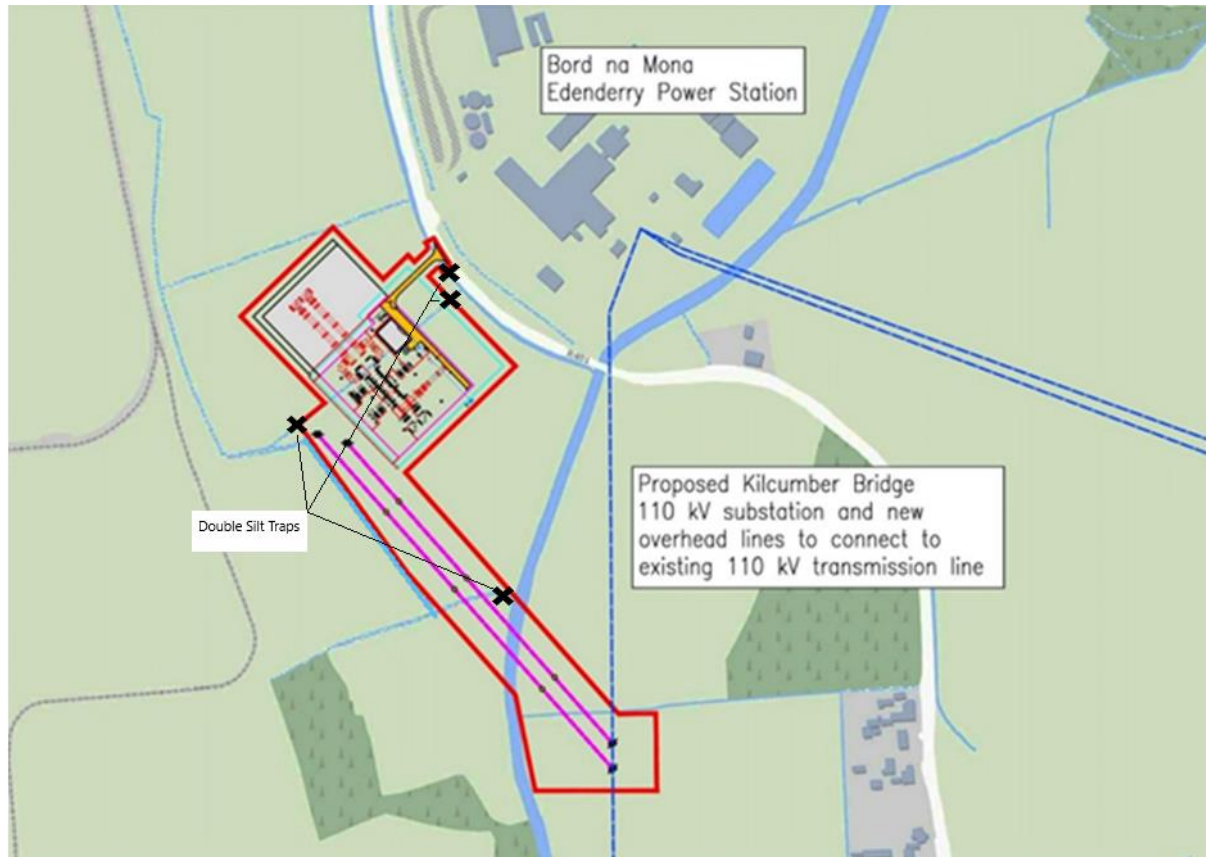 Bord na Mona
Edenderry Power Station
Proposed Kilcumber Bridge
110 kV substation and new
overhead lines to connect to
existing 110 kV transmission line
Double Silt Traps